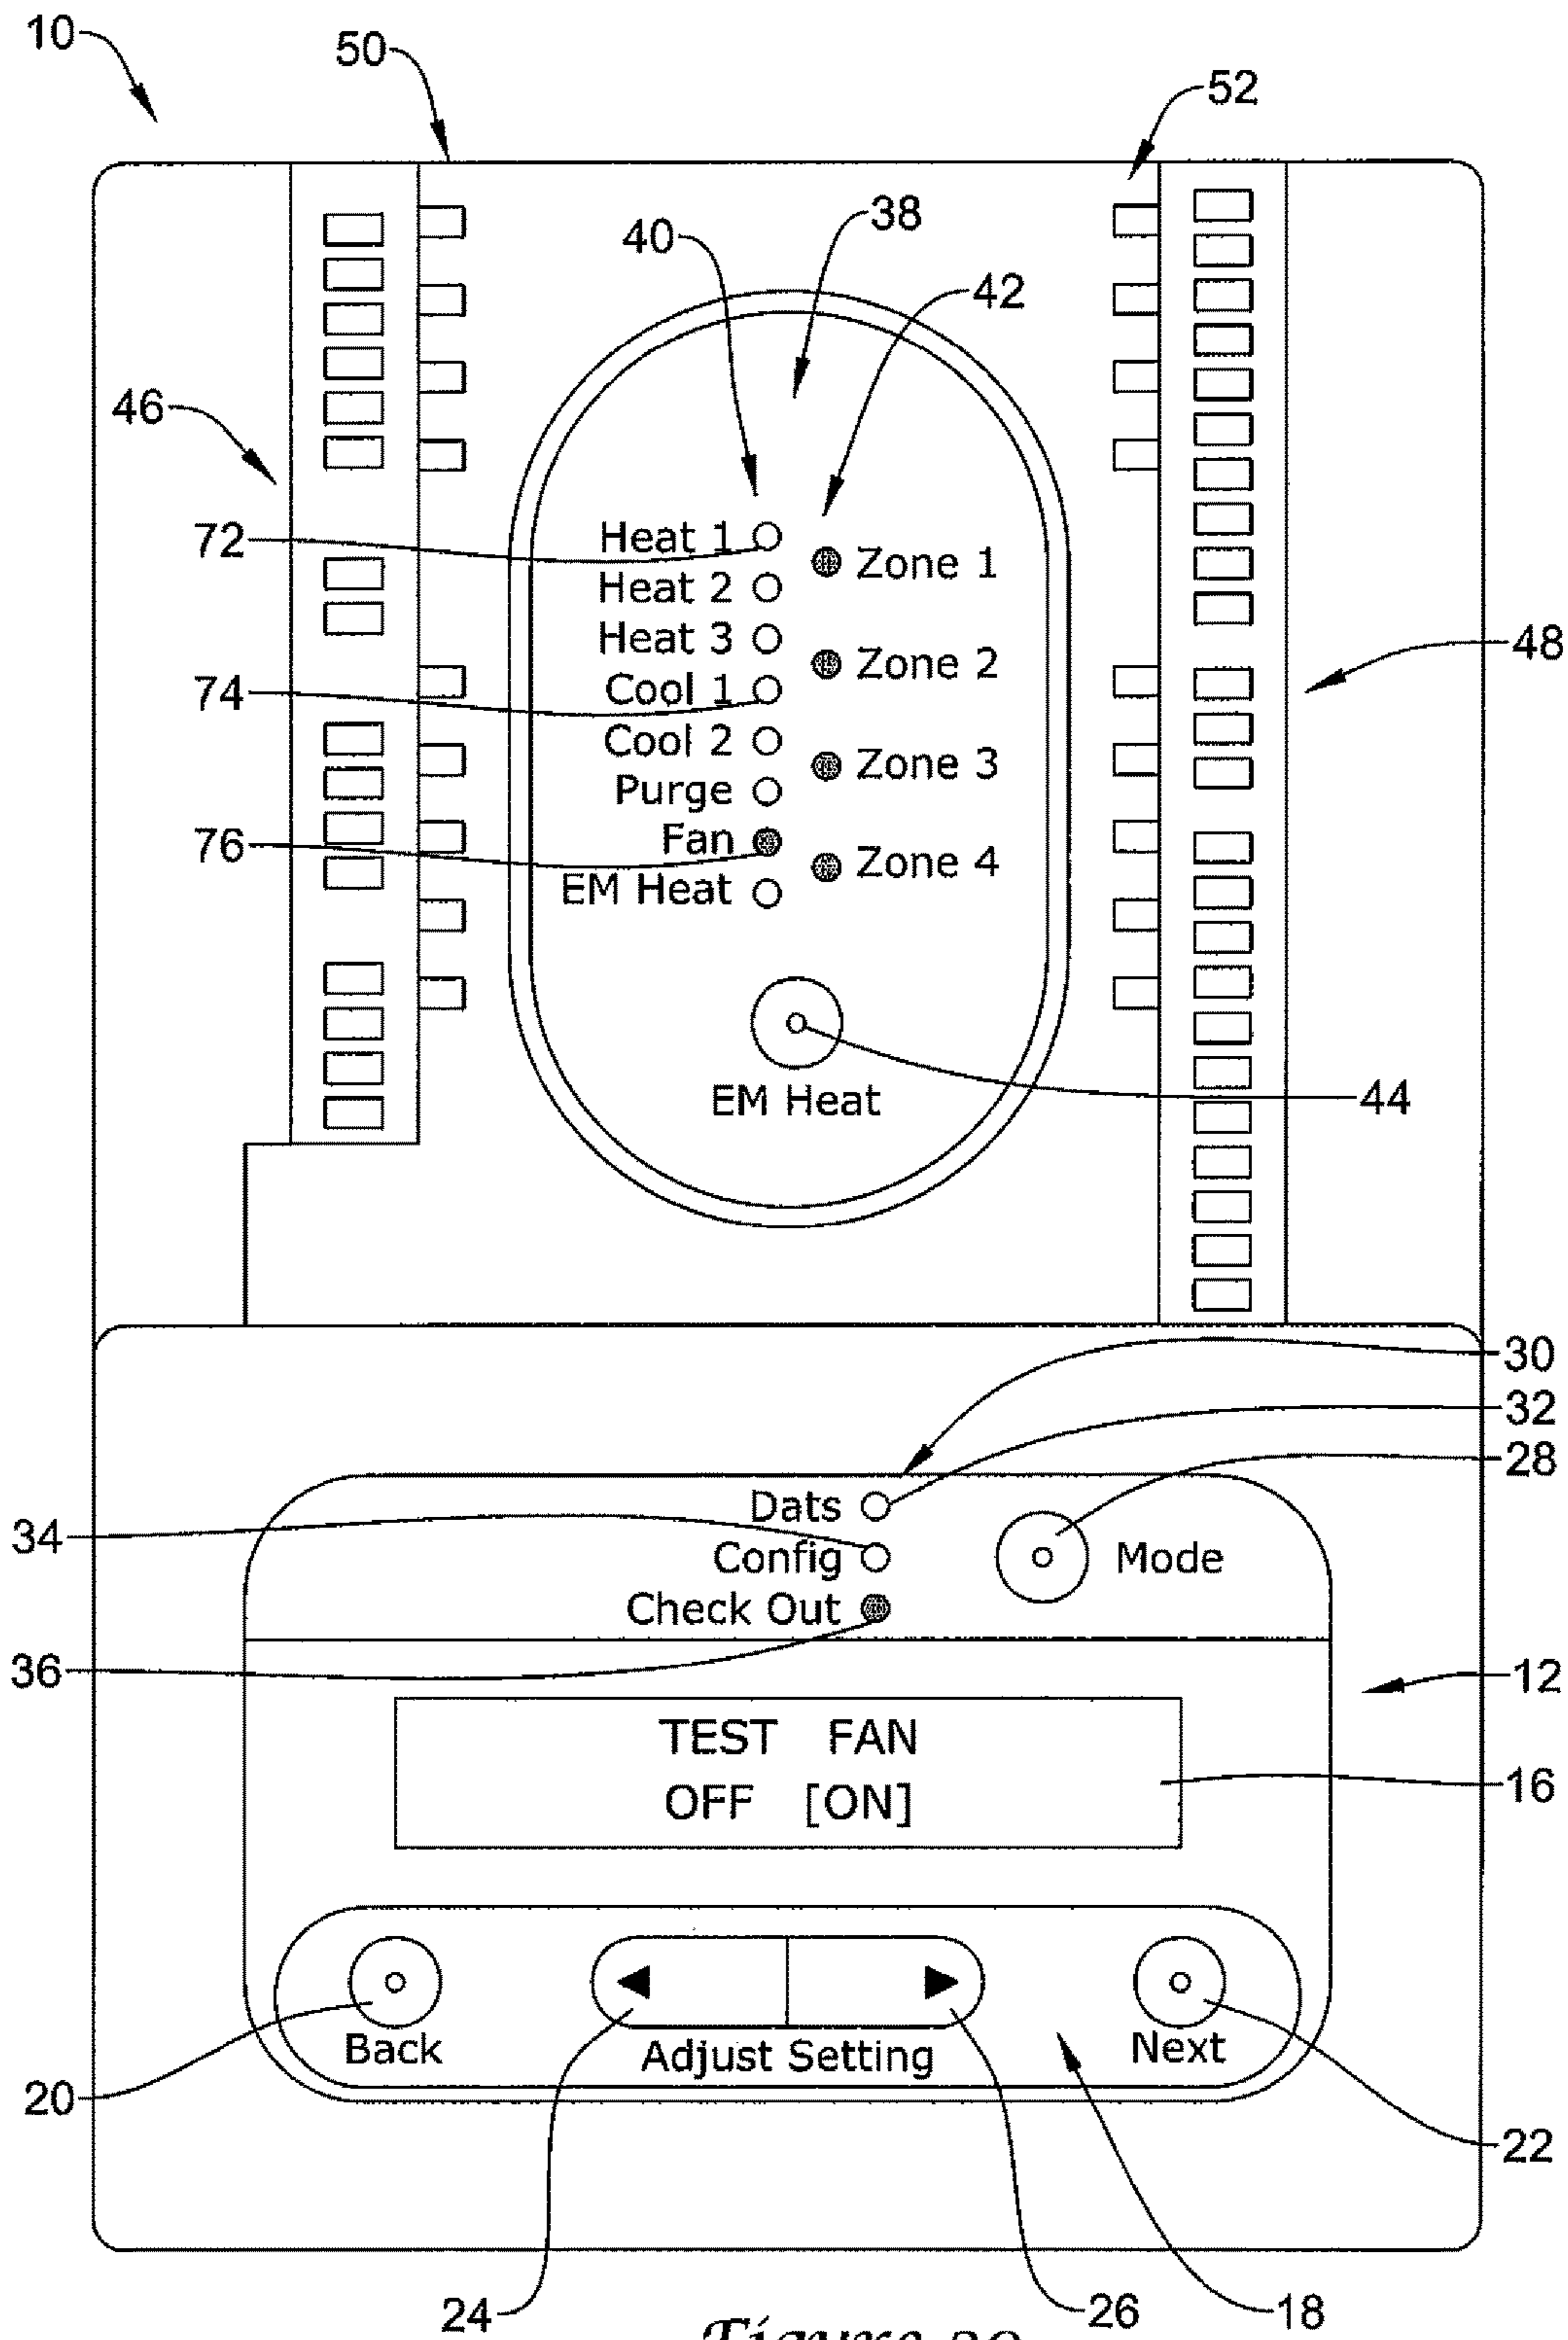 10
50
52
38
40
42
46
72
Heat 1
Zone 1
Heat 2
48
Heat 3
Zone 2
74
Cool 1
Cool 2
Zone 3
Purge
76
Fan
Zone 4
EM Heat
44
EM Heat
30
32
28
Dats
34
Config
Mode
Check Out
36
12
TEST FAN
16
OFF [ON]
Back
Adjust Setting
Next
20
22
24
26
18
Figure